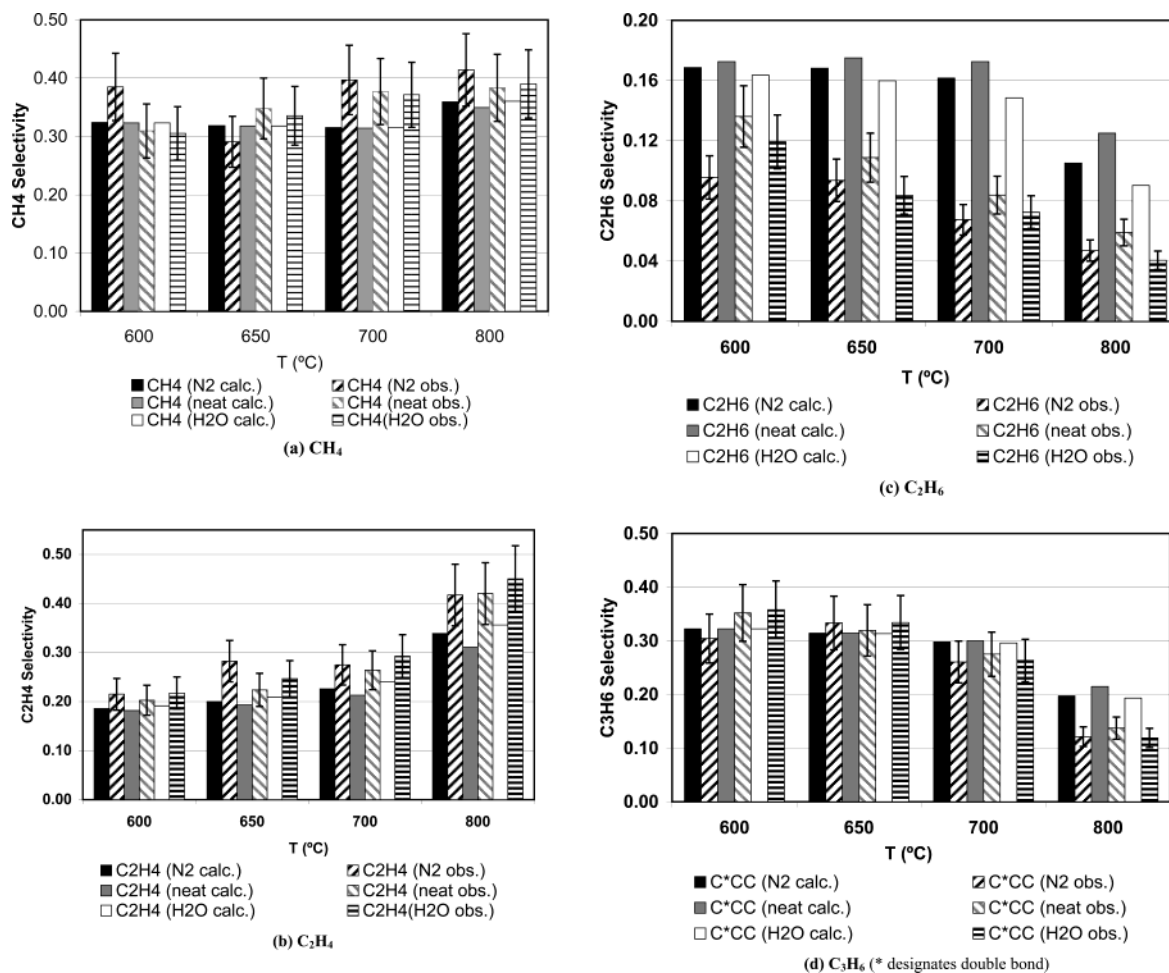 0.50
0.40
0.30
0.20
0.10
0.00
CH4 Selectivity
600 650 700 800
T (ºC)
CH4 (N2 calc.) CH4 (N2 obs.)
CH4 (neat calc.) CH4 (neat obs.)
CH4 (H2O calc.) CH4(H2O obs.)
(a) CH₄
0.50
0.40
0.30
0.20
0.10
0.00
C2H4 Selectivity
600 650 700 800
T (ºC)
C2H4 (N2 calc.) C2H4 (N2 obs.)
C2H4 (neat calc.) C2H4 (neat obs.)
C2H4 (H2O calc.) C2H4(H2O obs.)
(b) C₂H₄
0.20
0.16
0.12
0.08
0.04
0.00
C2H6 Selectivity
600 650 700 800
T (ºC)
C2H6 (N2 calc.) C2H6 (N2 obs.)
C2H6 (neat calc.) C2H6 (neat obs.)
C2H6 (H2O calc.) C2H6 (H2O obs.)
(c) C₂H₆
0.50
0.40
0.30
0.20
0.10
0.00
C3H6 Selectivity
600 650 700 800
T (ºC)
C*CC (N2 calc.) C*CC (N2 obs.)
C*CC (neat calc.) C*CC (neat obs.)
C*CC (H2O calc.) C*CC (H2O obs.)
(d) C₃H₆ (* designates double bond)